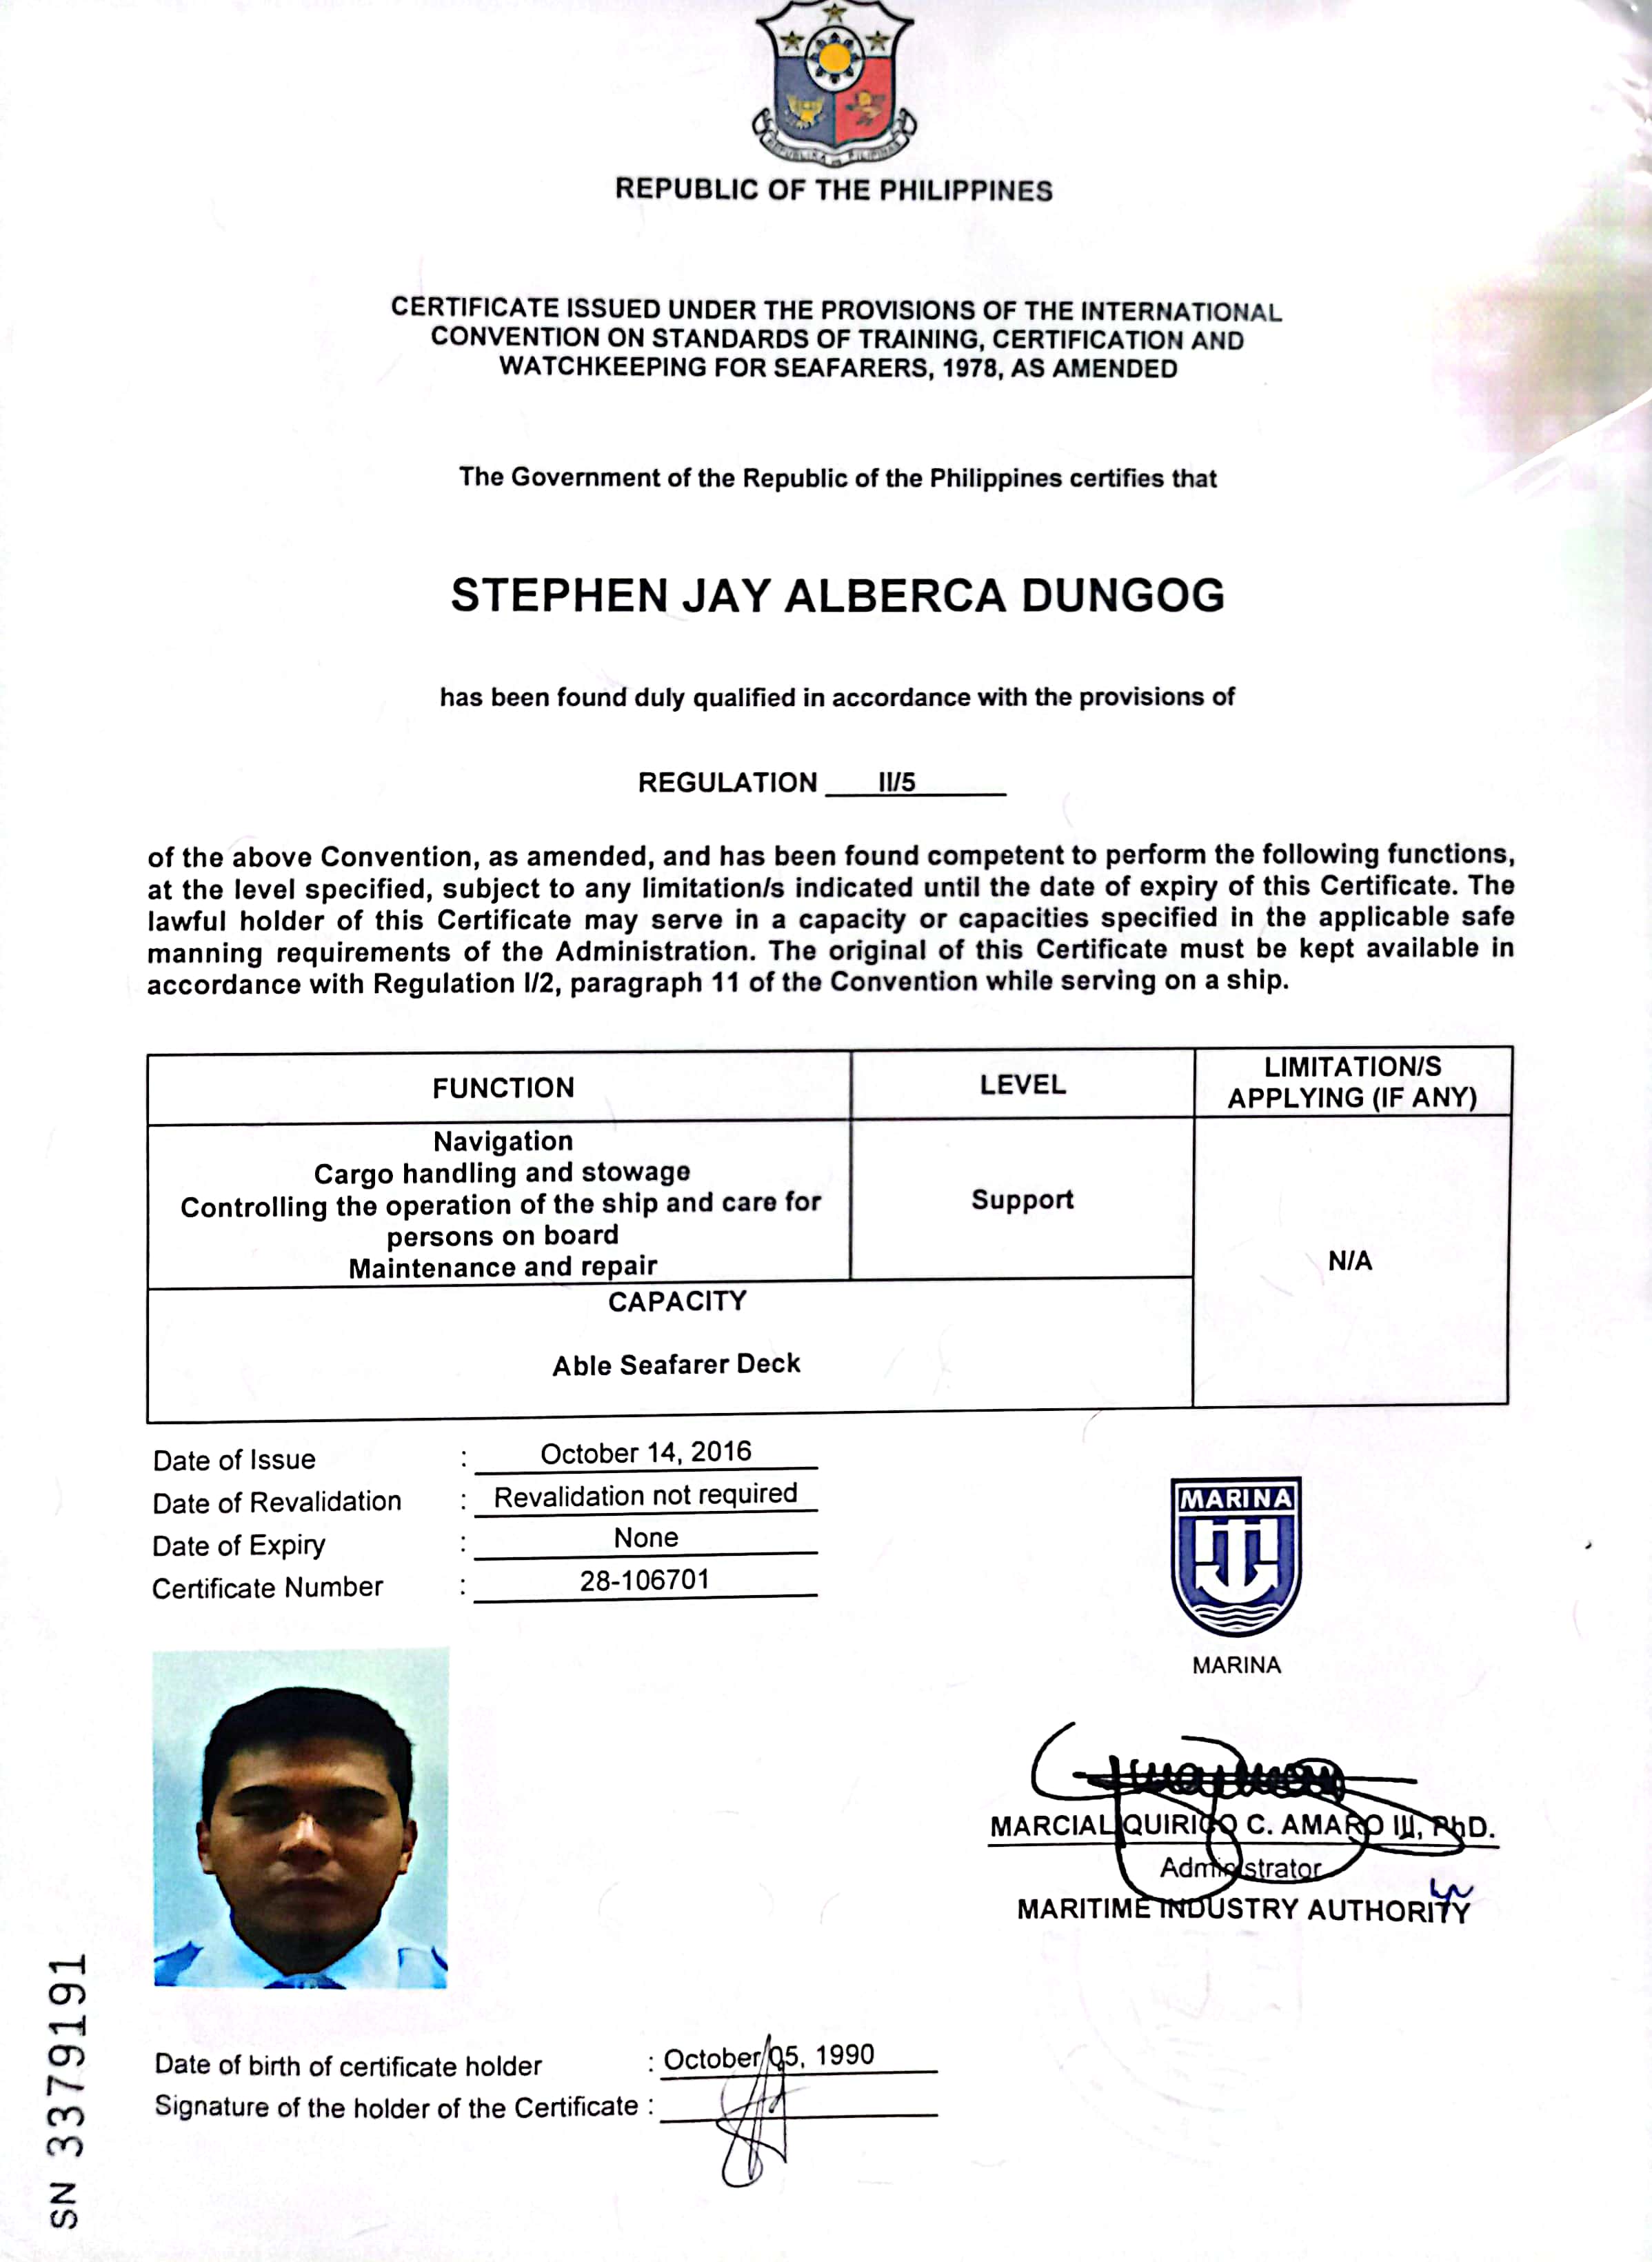 REPUBLIKA NG PILIPINAS
REPUBLIC OF THE PHILIPPINES
CERTIFICATE ISSUED UNDER THE PROVISIONS OF THE INTERNATIONAL
CONVENTION ON STANDARDS OF TRAINING, CERTIFICATION AND
WATCHKEEPING FOR SEAFARERS, 1978, AS AMENDED
The Government of the Republic of the Philippines certifies that
STEPHEN JAY ALBERCA DUNGOG
has been found duly qualified in accordance with the provisions of
REGULATION II/5
of the above Convention, as amended, and has been found competent to perform the following functions,
at the level specified, subject to any limitation/s indicated until the date of expiry of this Certificate. The
lawful holder of this Certificate may serve in a capacity or capacities specified in the applicable safe
manning requirements of the Administration. The original of this Certificate must be kept available in
accordance with Regulation I/2, paragraph 11 of the Convention while serving on a ship.
FUNCTION LEVEL LIMITATION/S
APPLYING (IF ANY)
Navigation
Cargo handling and stowage
Controlling the operation of the ship and care for
persons on board
Maintenance and repair
Support
N/A
CAPACITY
Able Seafarer Deck
Date of Issue : October 14, 2016
Date of Revalidation : Revalidation not required
Date of Expiry : None
Certificate Number : 28-106701
MARINA
MARINA
MARCIAL QUIRICO C. AMARO III, PhD.
Administrator
MARITIME INDUSTRY AUTHORITY
Date of birth of certificate holder : October 05, 1990
Signature of the holder of the Certificate :
SN 3379191